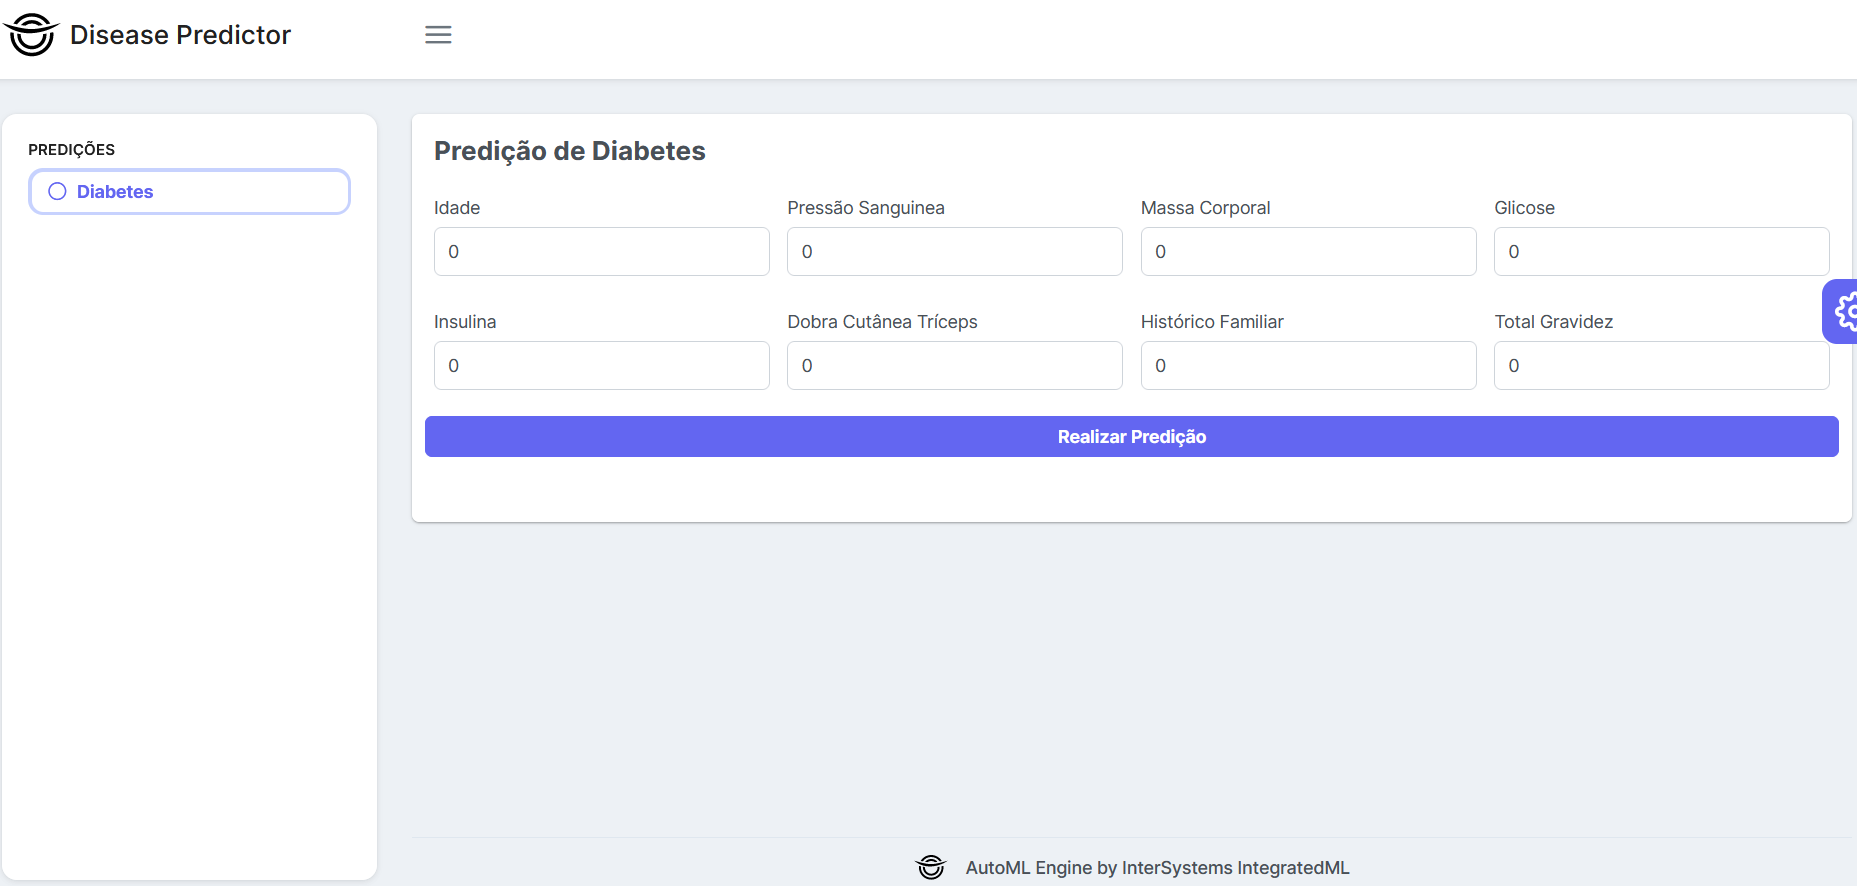 Disease Predictor
PREDIÇÕES
Diabetes
Predição de Diabetes
Idade
Pressão Sanguinea
Massa Corporal
Glicose
0
0
0
0
Insulina
Dobra Cutânea Tríceps
Histórico Familiar
Total Gravidez
0
0
0
0
Realizar Predição
AutoML Engine by InterSystems IntegratedML